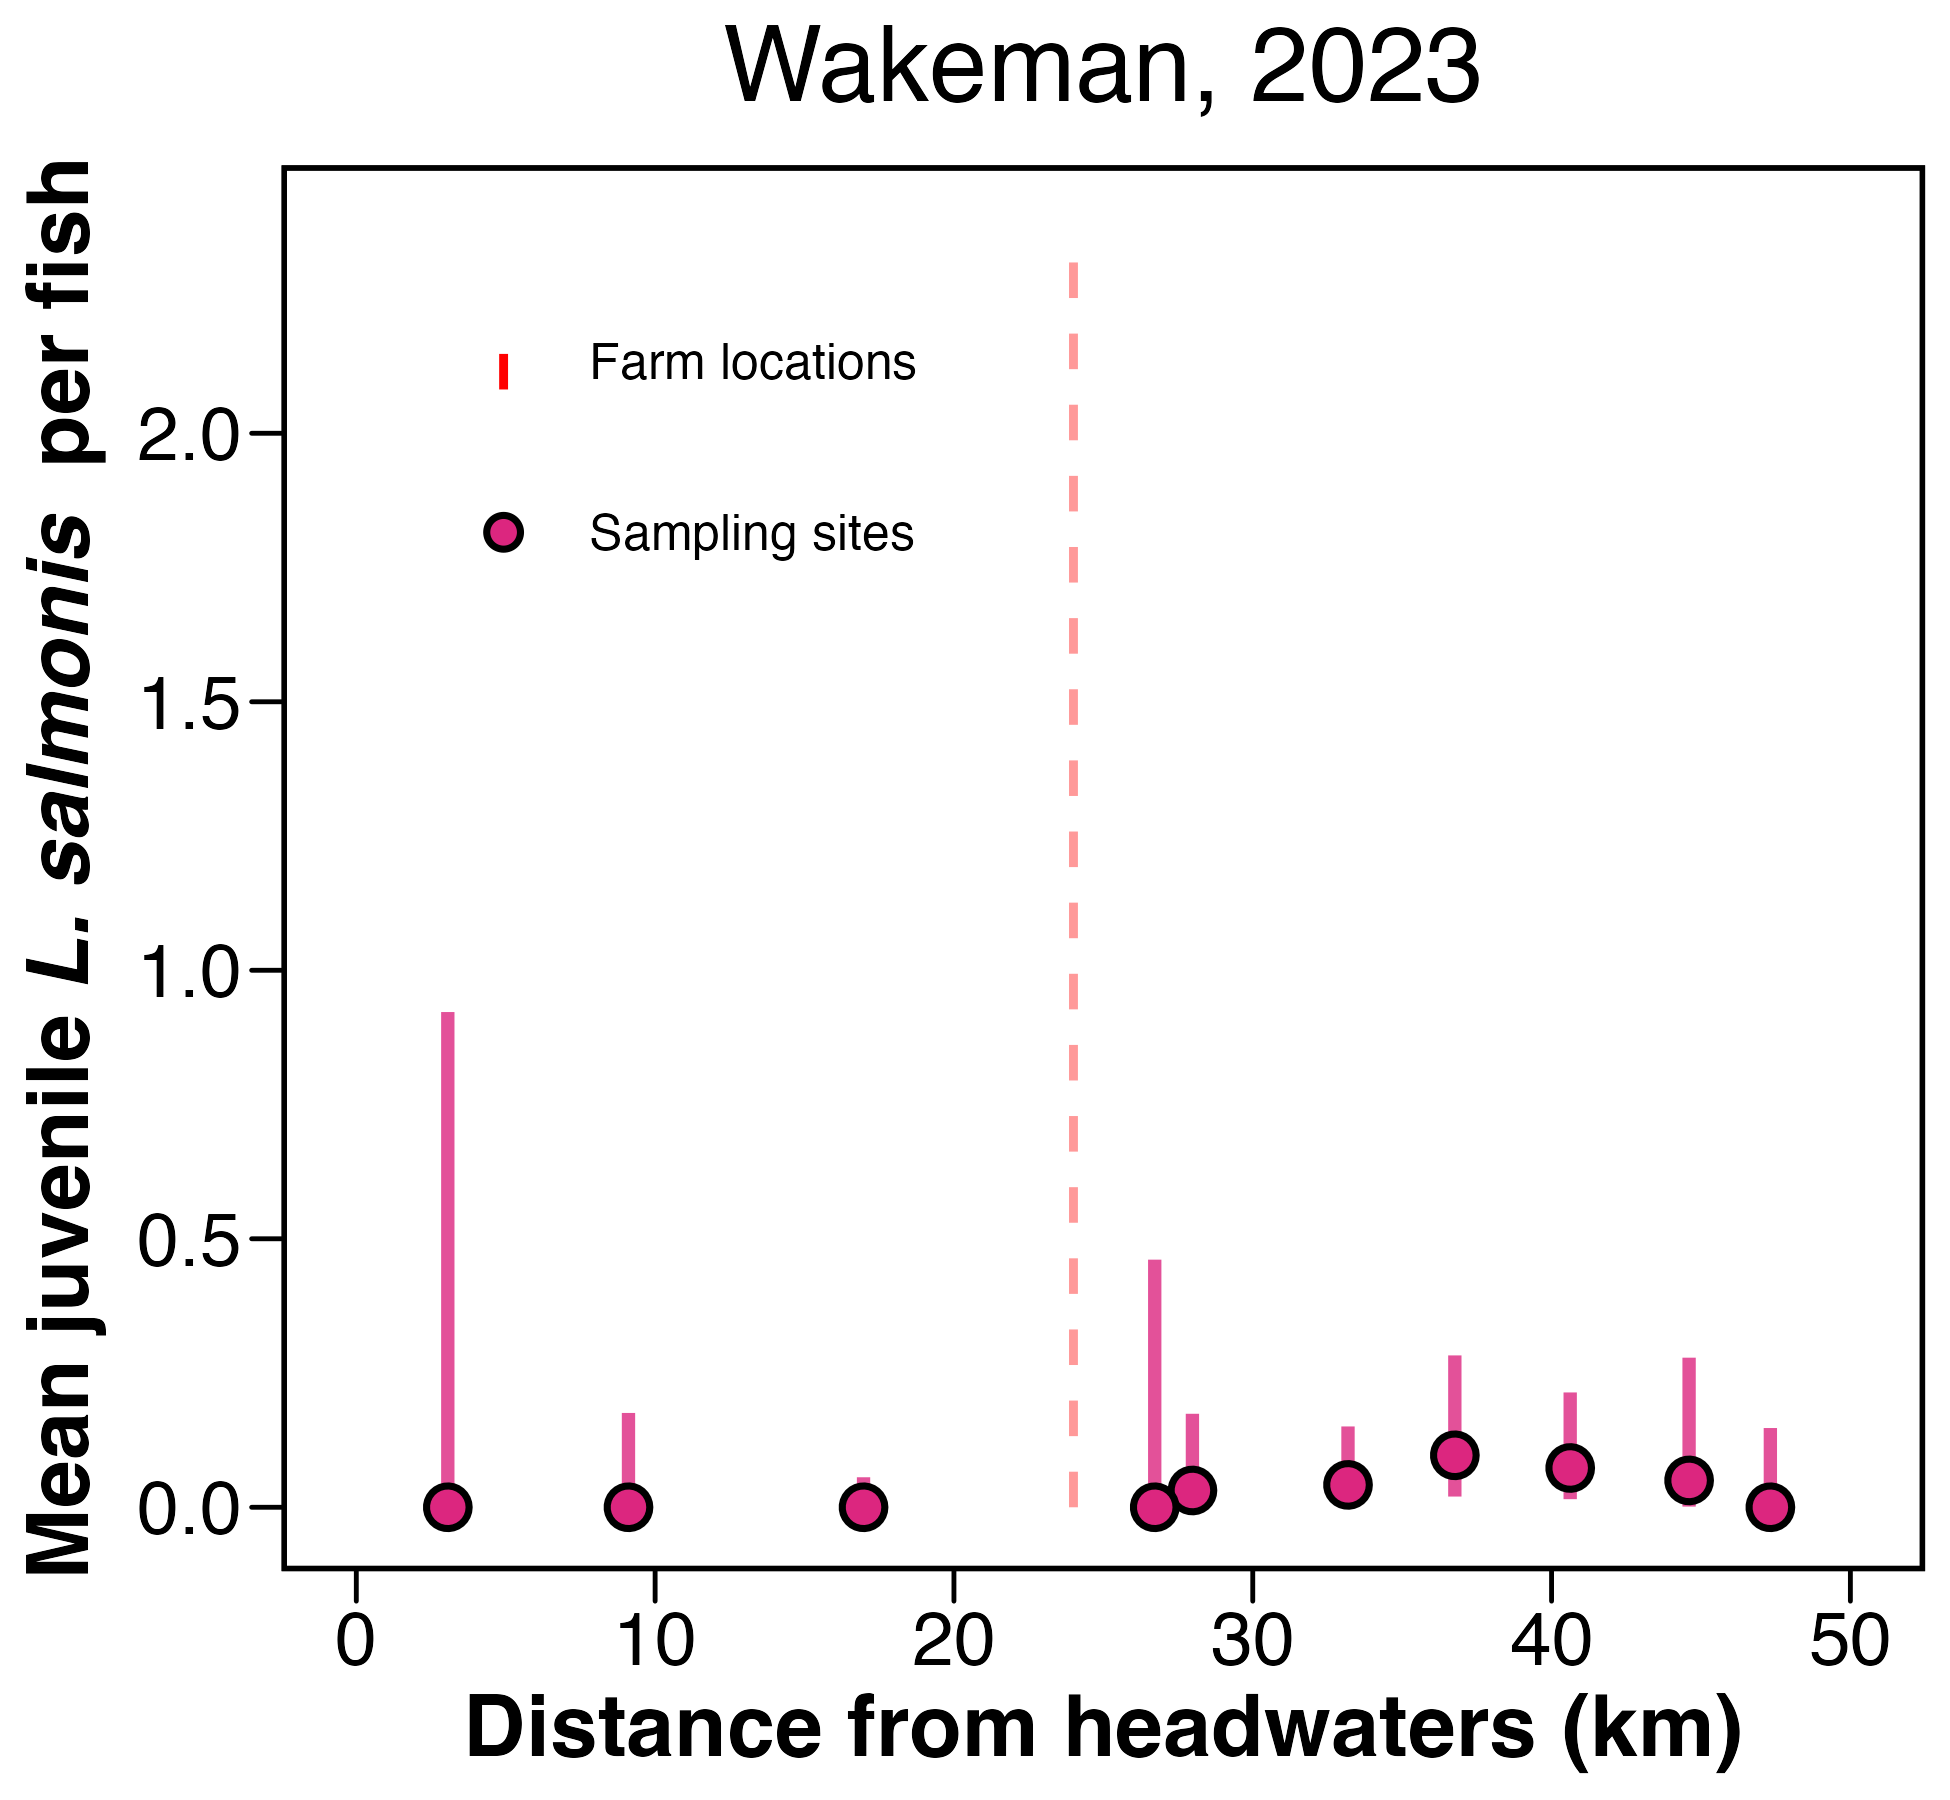 Wakeman, 2023
Mean juvenile L. salmonis per fish
2.0
1.5
1.0
0.5
0.0
Farm locations
Sampling sites
0 10 20 30 40 50
Distance from headwaters (km)